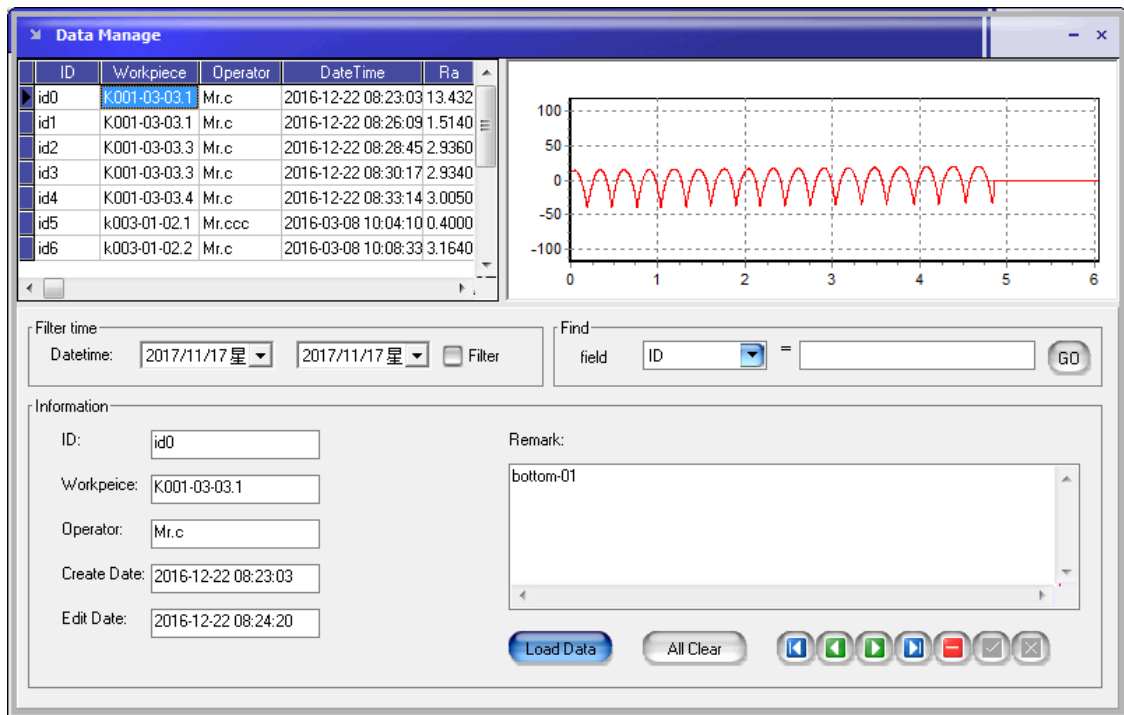 Data Manage
ID Workpiece Operator DateTime Ra
id0 K001-03-03.1 Mr.c 2016-12-22 08:23:03 13.432
id1 K001-03-03.1 Mr.c 2016-12-22 08:26:09 1.5140
id2 K001-03-03.3 Mr.c 2016-12-22 08:28:45 2.9360
id3 K001-03-03.3 Mr.c 2016-12-22 08:30:17 2.9340
id4 K001-03-03.4 Mr.c 2016-12-22 08:33:14 3.0050
id5 k003-01-02.1 Mr.ccc 2016-03-08 10:04:10 0.4000
id6 k003-01-02.2 Mr.c 2016-03-08 10:08:33 3.1640
100
50
0
-50
-100
0 1 2 3 4 5 6
Filter time
Datetime: 2017/11/17 星 2017/11/17 星 Filter
Find
field ID = GO
Information
ID: id0
Workpeice: K001-03-03.1
Operator: Mr.c
Create Date: 2016-12-22 08:23:03
Edit Date: 2016-12-22 08:24:20
Remark:
bottom-01
Load Data All Clear